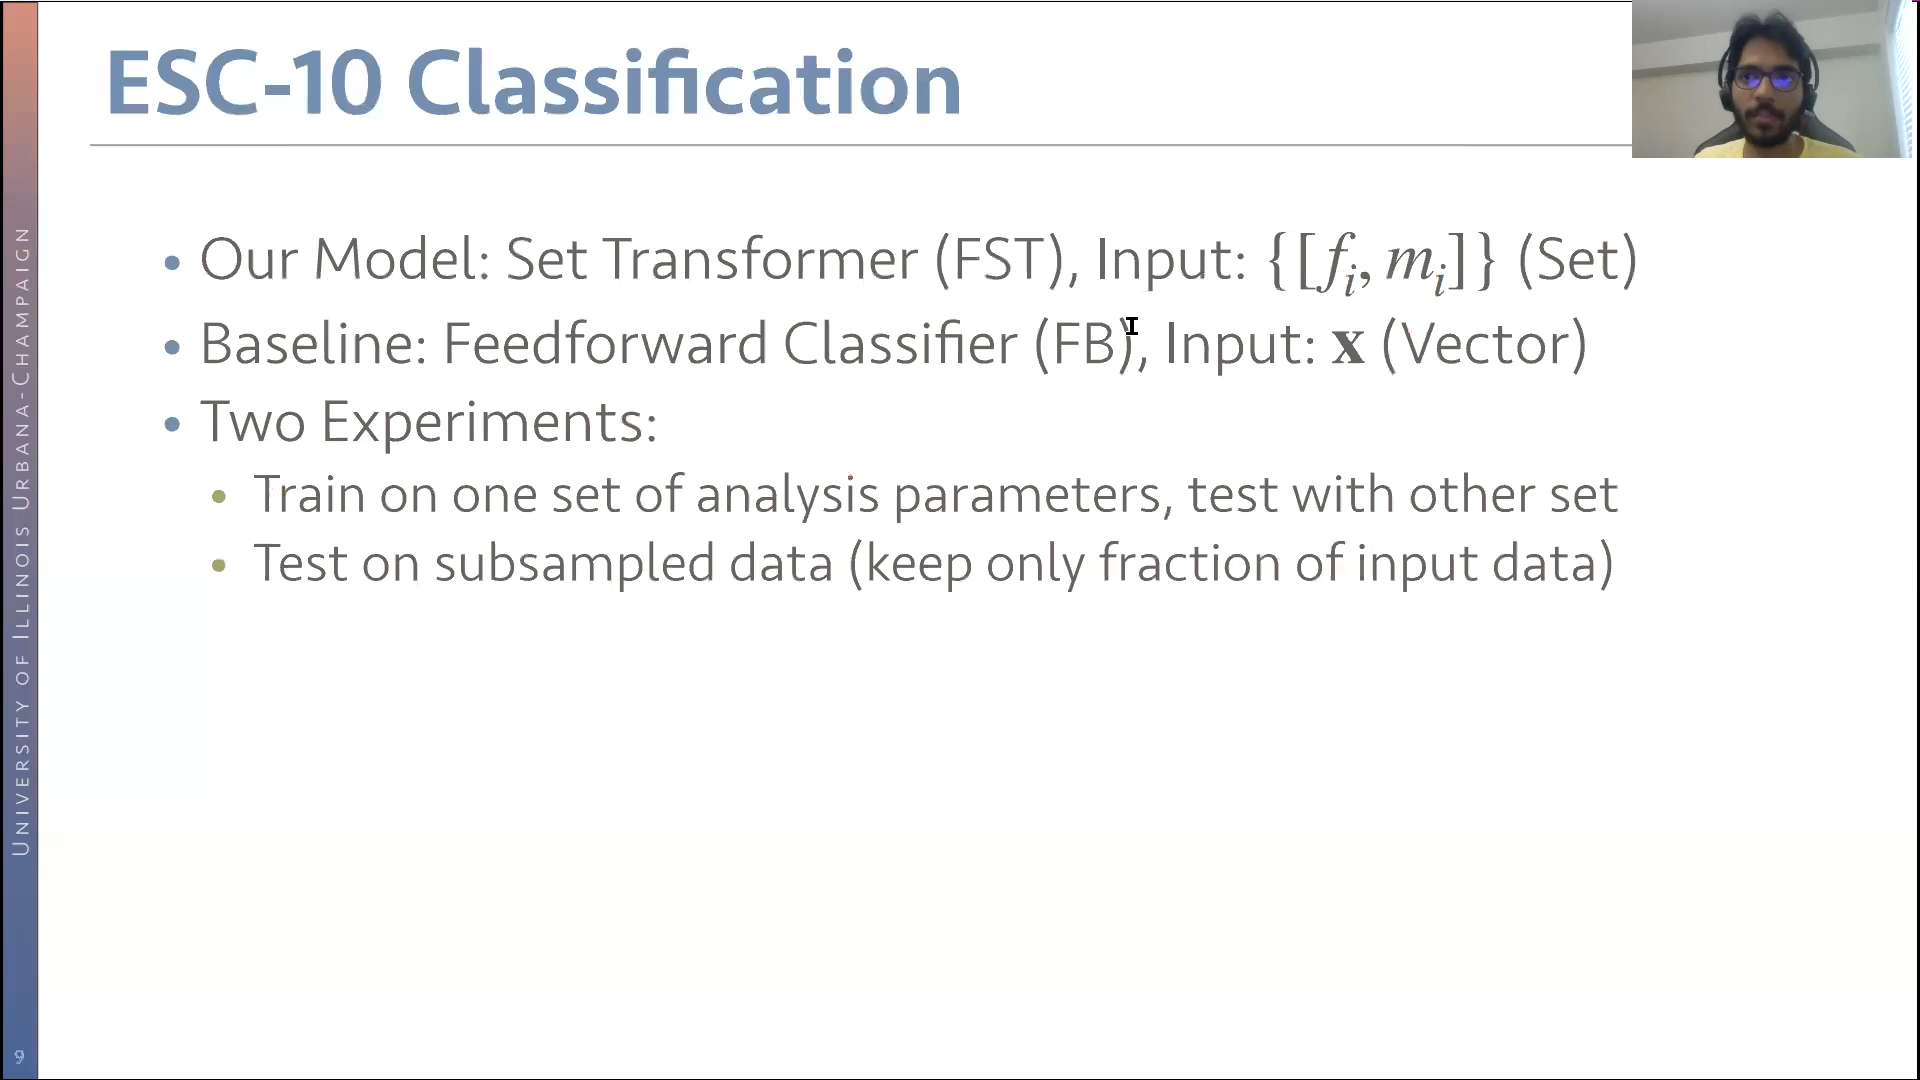 ESC-10 Classification
• Our Model: Set Transformer (FST), Input: {[fᵢ, mᵢ]} (Set)
• Baseline: Feedforward Classifier (FB), Input: x (Vector)
• Two Experiments:
• Train on one set of analysis parameters, test with other set
• Test on subsampled data (keep only fraction of input data)
UNIVERSITY OF ILLINOIS URBANA-CHAMPAIGN
9